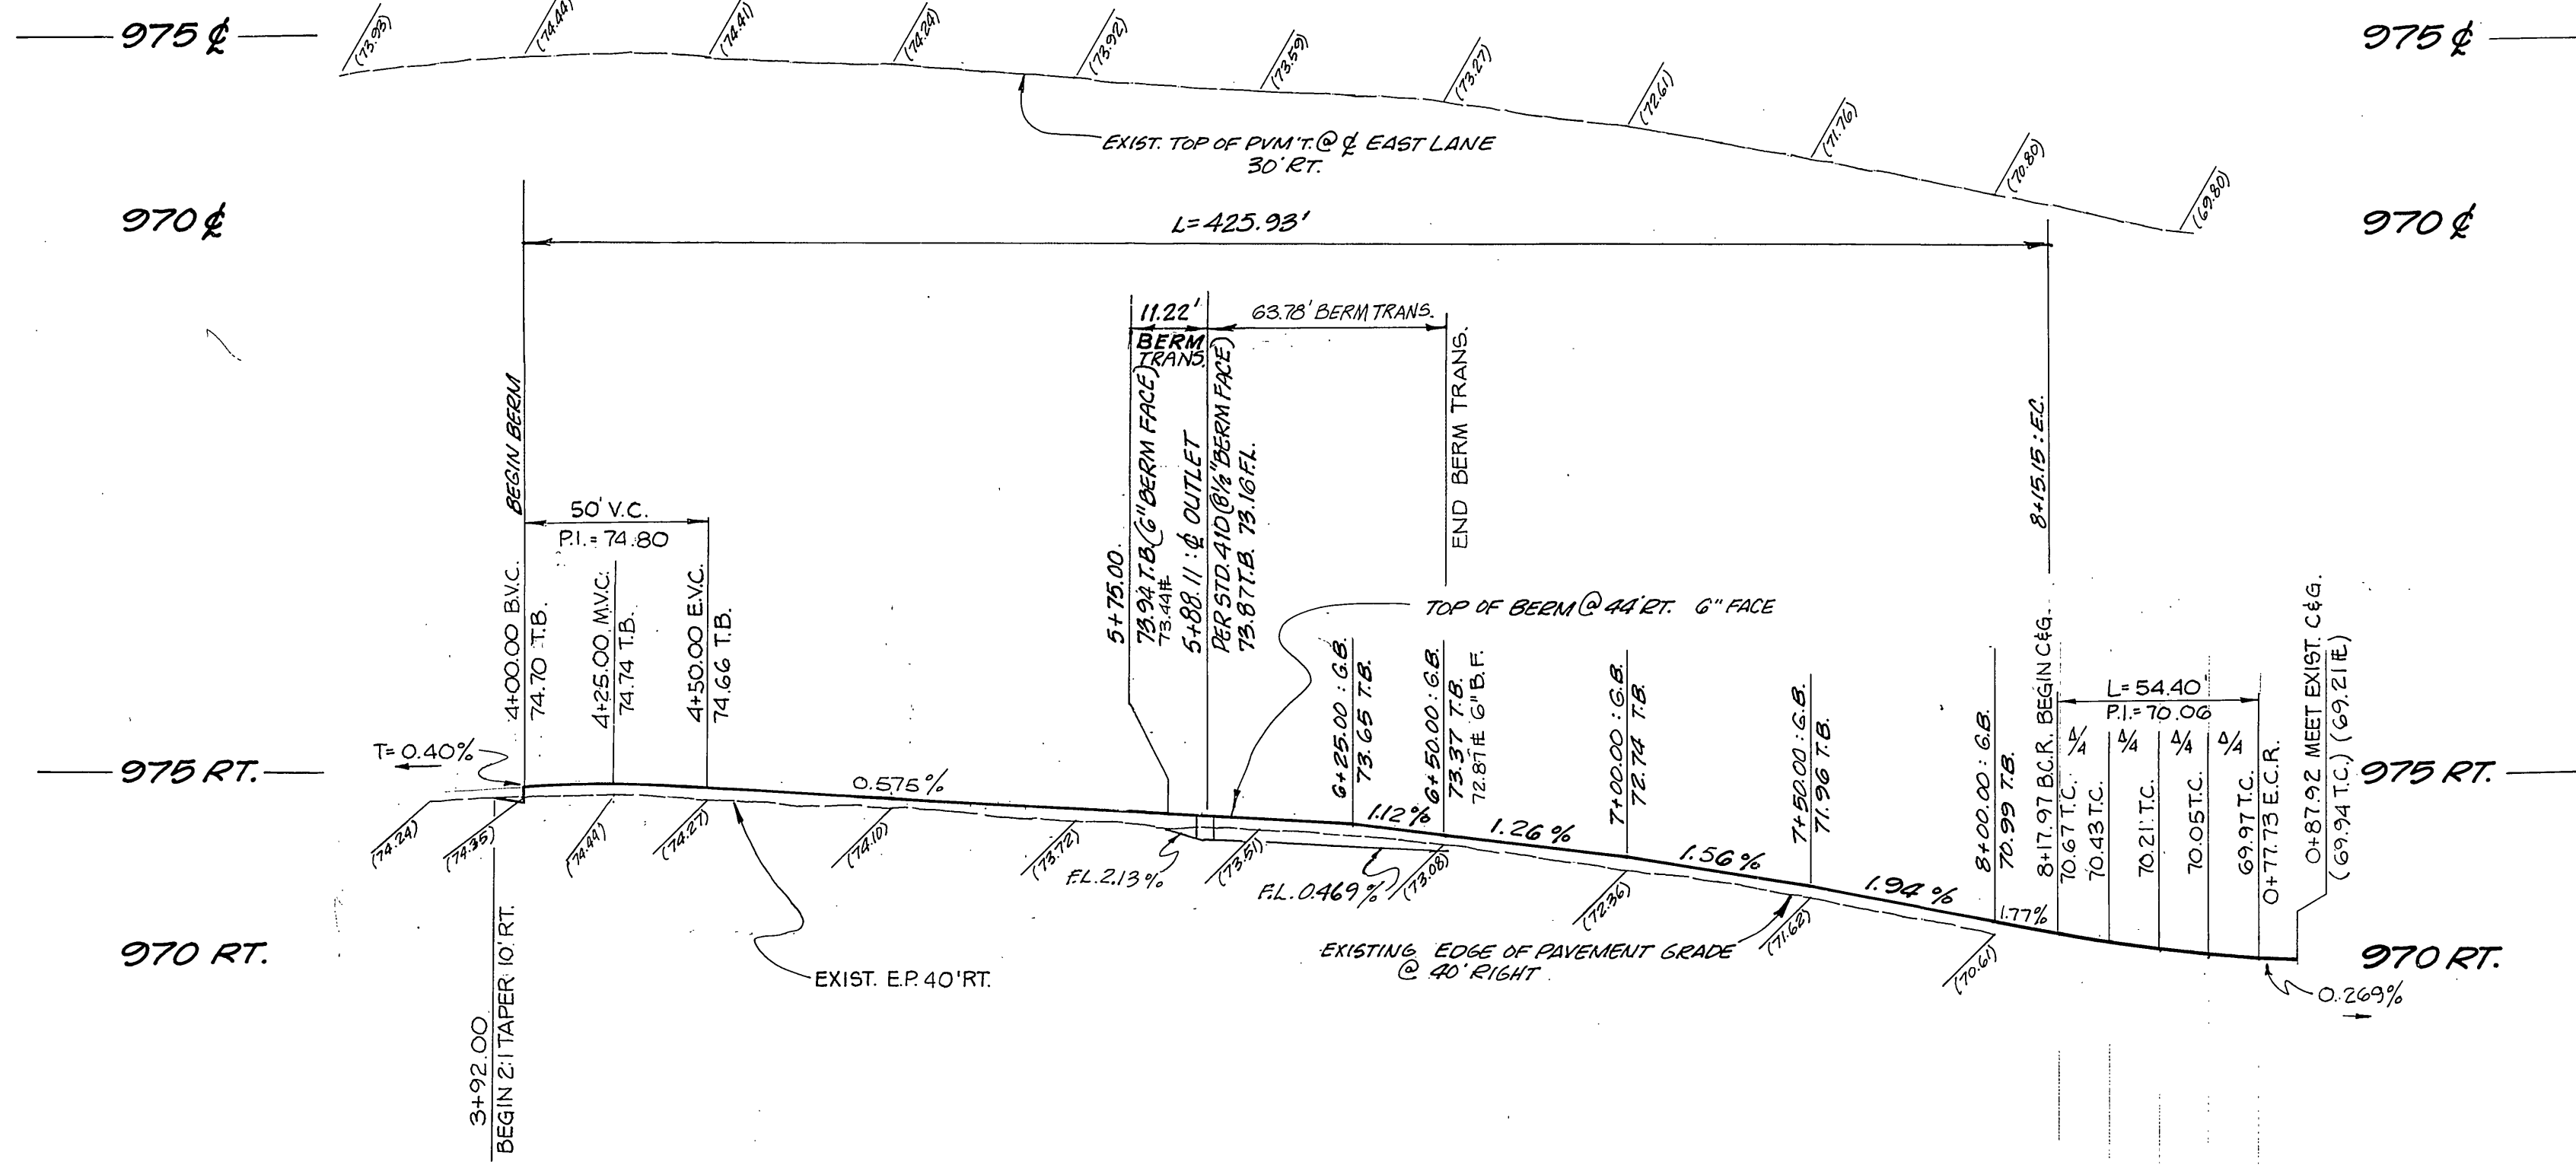 975 ℄
975 ℄
(73.93)
(74.44)
(74.41)
(74.24)
(73.92)
(73.59)
(73.27)
(72.61)
(71.76)
(70.80)
(69.80)
EXIST. TOP OF PVM'T. @ ℄ EAST LANE
30' RT.
970 ℄
970 ℄
L=425.93'
11.22'
BERM
TRANS.
63.78' BERM TRANS.
BEGIN BERM
50' V.C.
P.I.= 74.80
4+00.00 B.V.C.
74.70 T.B.
4+25.00 M.V.C.
74.74 T.B.
4+50.00 E.V.C.
74.66 T.B.
5+75.00.
73.94 T.B. (6" BERM FACE)
73.44 ℄
5+88.11 : ℄ OUTLET
PER STD. 410 (8½" BERM FACE)
73.87 T.B. 73.16 F.L.
END BERM TRANS.
TOP OF BERM @ 44' RT. 6" FACE
6+25.00 : G.B.
73.65 T.B.
6+50.00 : G.B.
73.37 T.B.
72.87 ℄ 6" B.F.
7+00.00 : G.B.
72.74 T.B.
7+50.00 : G.B.
71.96 T.B.
8+00.00 : G.B.
70.99 T.B.
8+15.15 : E.C.
8+17.97 B.C.R. BEGIN C&G.
70.67 T.C.
70.43 T.C.
70.21 T.C.
70.05 T.C.
69.97 T.C.
0+77.73 E.C.R.
0+87.92 MEET EXIST. C&G.
(69.94 T.C.) (69.21 ℄)
L=54.40'
P.I.=70.06
Δ/4
Δ/4
Δ/4
Δ/4
975 RT.
975 RT.
T= 0.40%
0.575%
1.12%
1.26%
1.56%
1.94%
1.77%
(74.24)
(74.35)
(74.49)
(74.27)
(74.10)
(73.72)
F.L. 2.13%
(73.51)
F.L. 0.469%
(73.08)
(72.36)
(71.62)
(70.61)
970 RT.
970 RT.
EXIST. E.P. 40' RT.
EXISTING EDGE OF PAVEMENT GRADE
@ 40' RIGHT
0.269%
3+92.00
BEGIN 2:1 TAPER 10' RT.